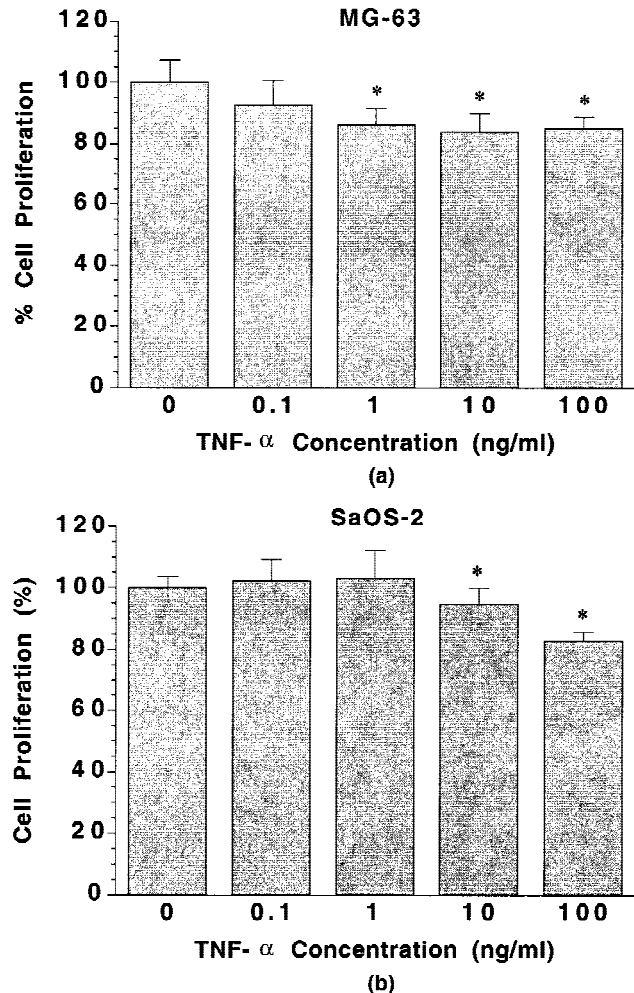 MG-63
120
100
80
60
40
20
0
% Cell Proliferation
* * *
0 0.1 1 10 100
TNF-α Concentration (ng/ml)
(a)
SaOS-2
120
100
80
60
40
20
0
Cell Proliferation (%)
* *
0 0.1 1 10 100
TNF-α Concentration (ng/ml)
(b)